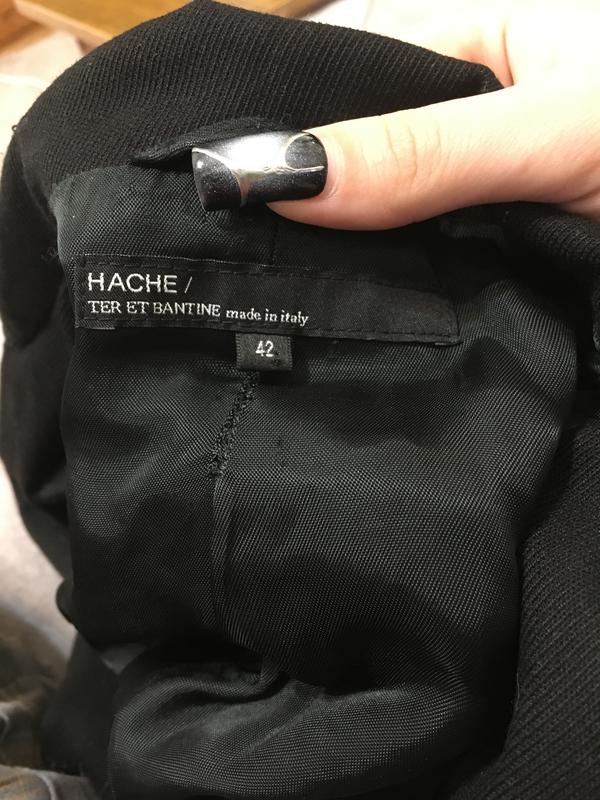 HACHE /
TER ET BANTINE made in italy
42